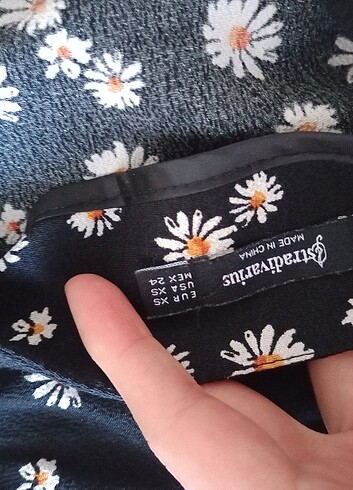 Stradivarius
MADE IN CHINA
EUR XS
USA XS
MEX 24